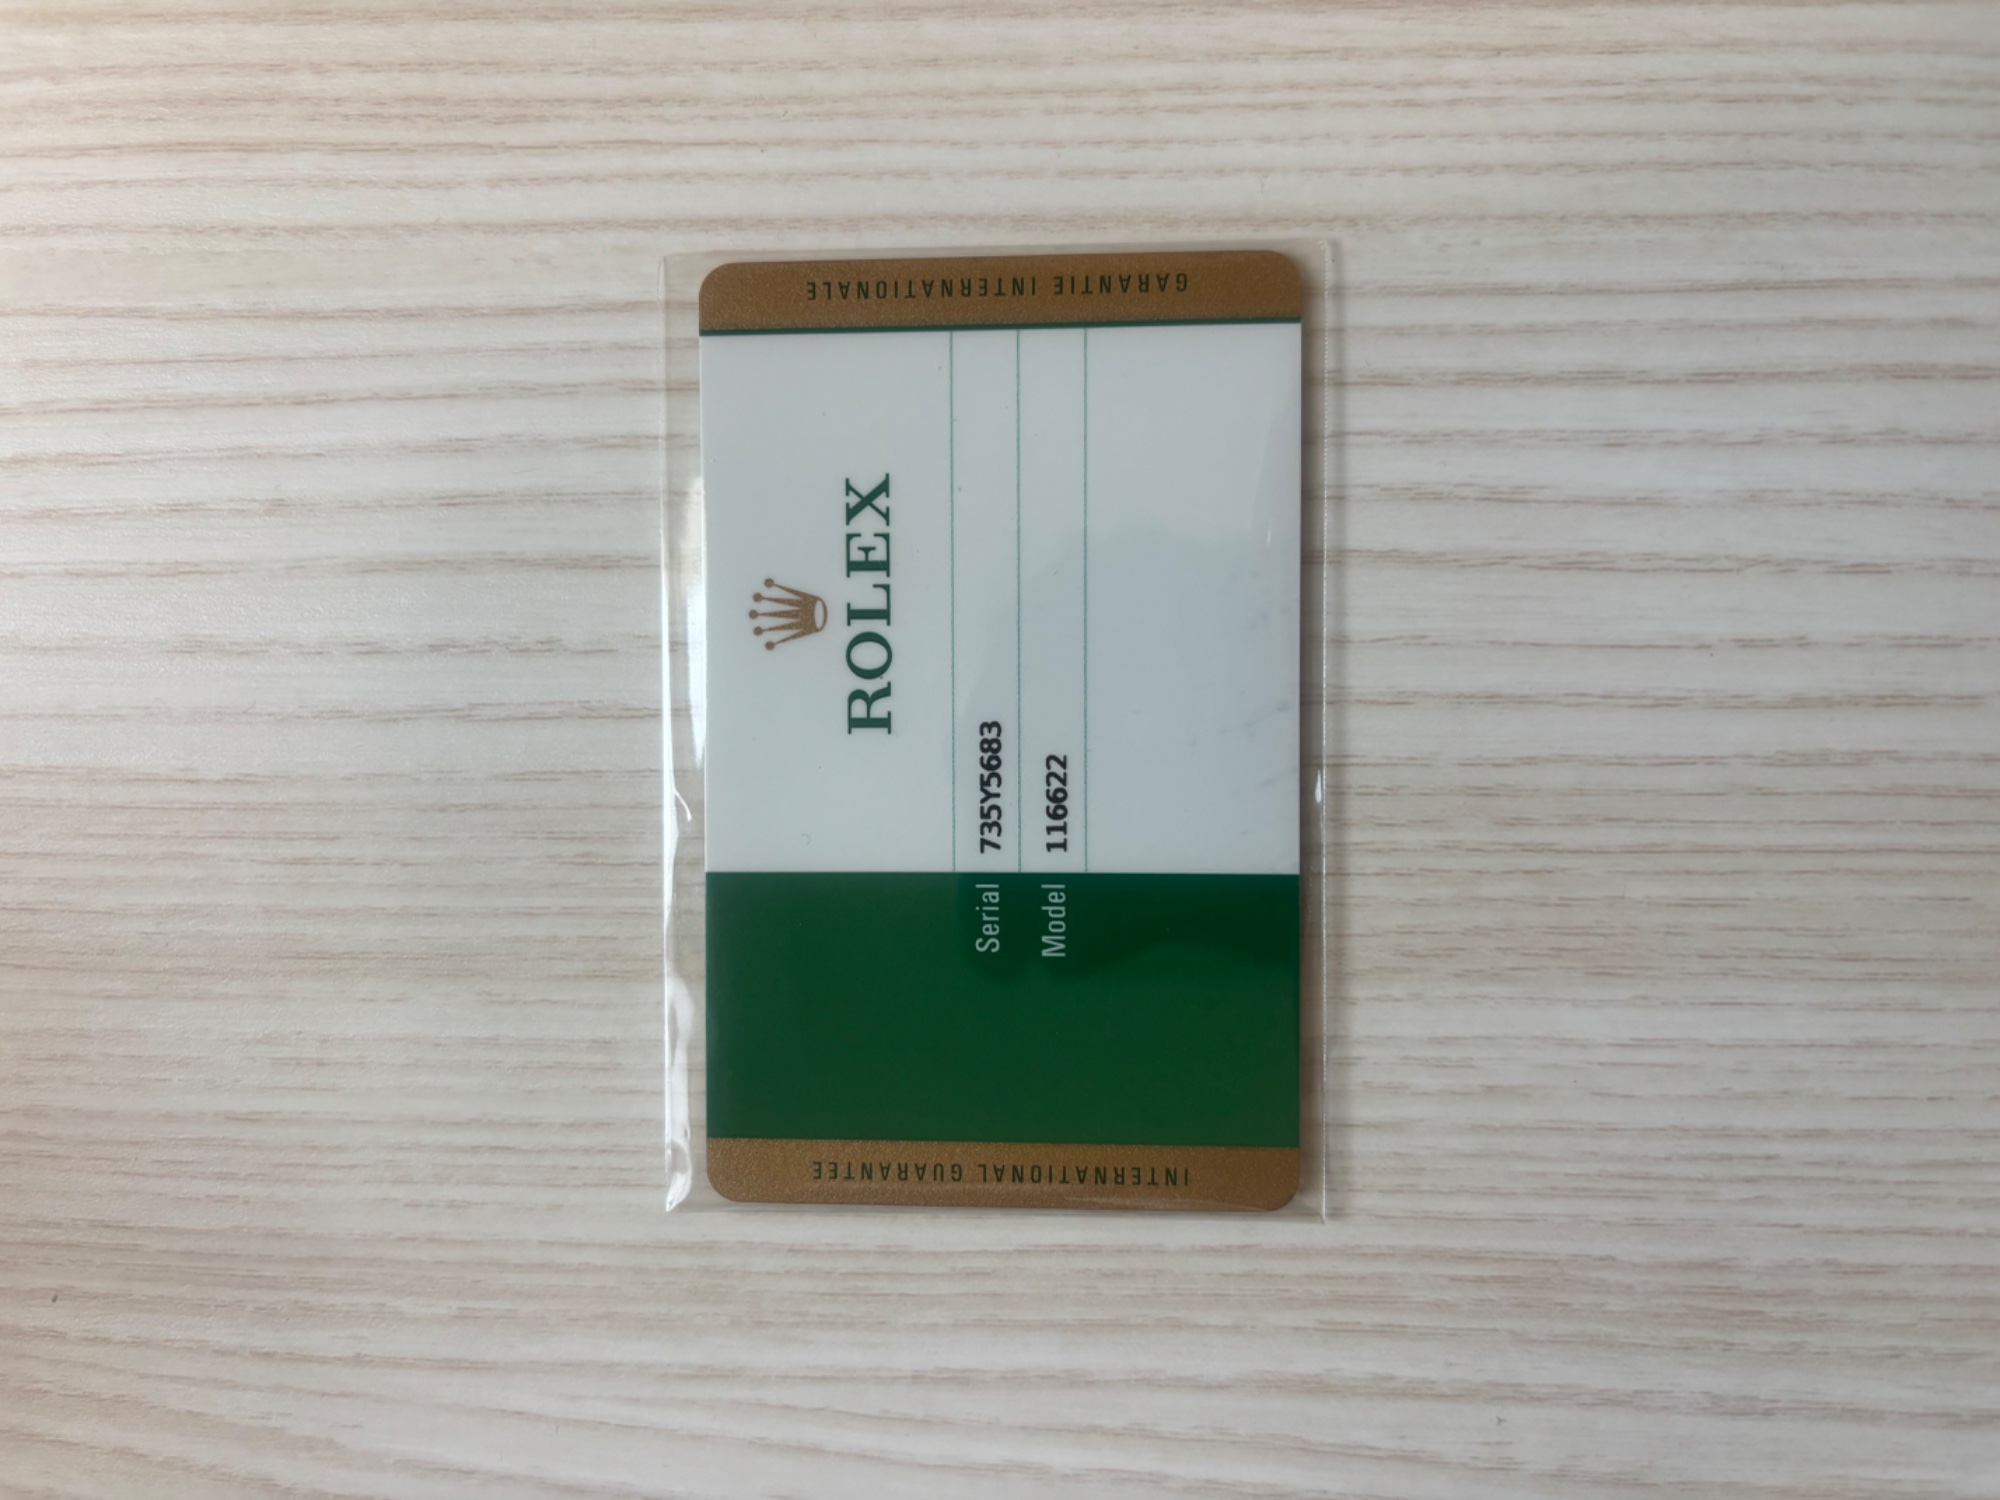 GARANTIE INTERNATIONALE
ROLEX
Serial 735Y5683
Model 116622
INTERNATIONAL GUARANTEE